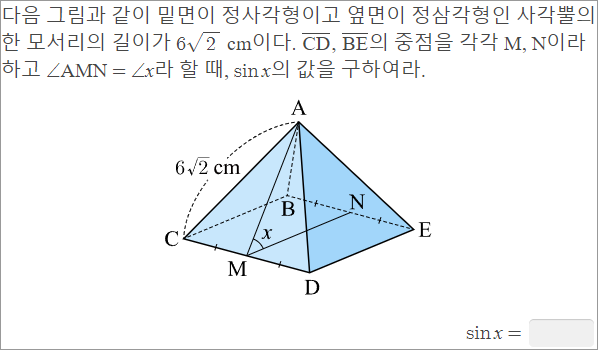 다음 그림과 같이 밑면이 정사각형이고 옆면이 정삼각형인 사각뿔의
한 모서리의 길이가 6√2 cm이다. C̅D̅, B̅E̅의 중점을 각각 M, N이라
하고 ∠AMN = ∠x라 할 때, sin x의 값을 구하여라.
A
6√2 cm
B
N
C
x
E
M
D
sin x =